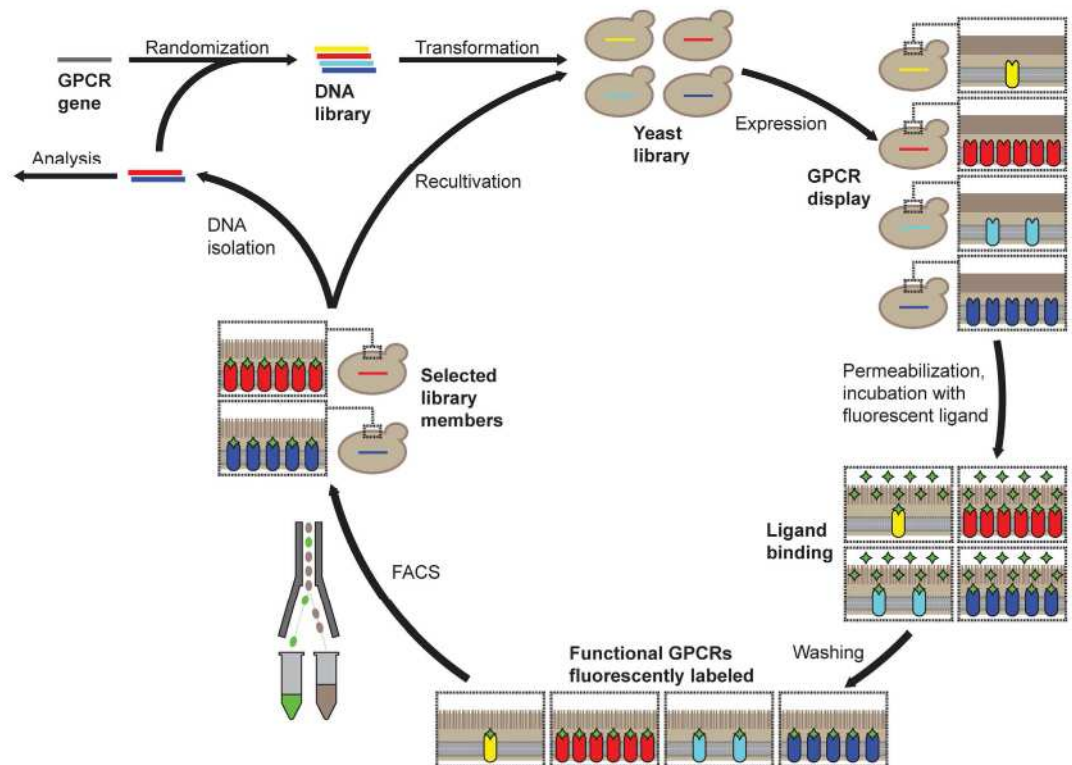 Randomization
Transformation
GPCR
gene
DNA
library
Yeast
library
Expression
GPCR
display
Analysis
DNA
isolation
Recultivation
Selected
library
members
Permeabilization,
incubation with
fluorescent ligand
Ligand
binding
FACS
Washing
Functional GPCRs
fluorescently labeled